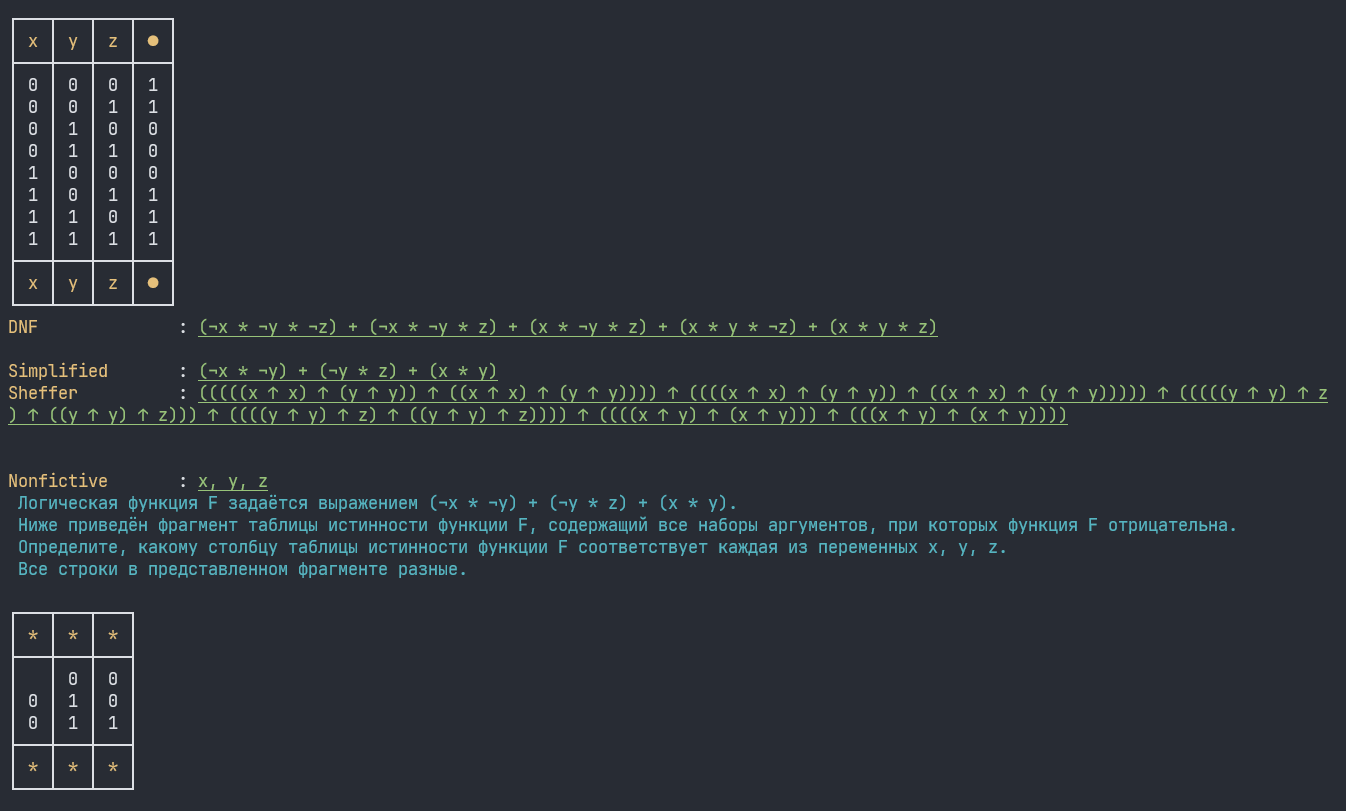 x y z ●
0 0 0 1
0 0 1 1
0 1 0 0
0 1 1 0
1 0 0 0
1 0 1 1
1 1 0 1
1 1 1 1
x y z ●
DNF : (¬x * ¬y * ¬z) + (¬x * ¬y * z) + (x * ¬y * z) + (x * y * ¬z) + (x * y * z)
Simplified : (¬x * ¬y) + (¬y * z) + (x * y)
Sheffer : (((((x ↑ x) ↑ (y ↑ y)) ↑ ((x ↑ x) ↑ (y ↑ y)))) ↑ ((((x ↑ x) ↑ (y ↑ y)) ↑ ((x ↑ x) ↑ (y ↑ y))))) ↑ (((((y ↑ y) ↑ z
) ↑ ((y ↑ y) ↑ z))) ↑ ((((y ↑ y) ↑ z) ↑ ((y ↑ y) ↑ z)))) ↑ ((((x ↑ y) ↑ (x ↑ y))) ↑ (((x ↑ y) ↑ (x ↑ y))))
Nonfictive : x, y, z
Логическая функция F задаётся выражением (¬x * ¬y) + (¬y * z) + (x * y).
Ниже приведён фрагмент таблицы истинности функции F, содержащий все наборы аргументов, при которых функция F отрицательна.
Определите, какому столбцу таблицы истинности функции F соответствует каждая из переменных x, y, z.
Все строки в представленном фрагменте разные.
* * *
0 0
0 1 0
0 1 1
* * *